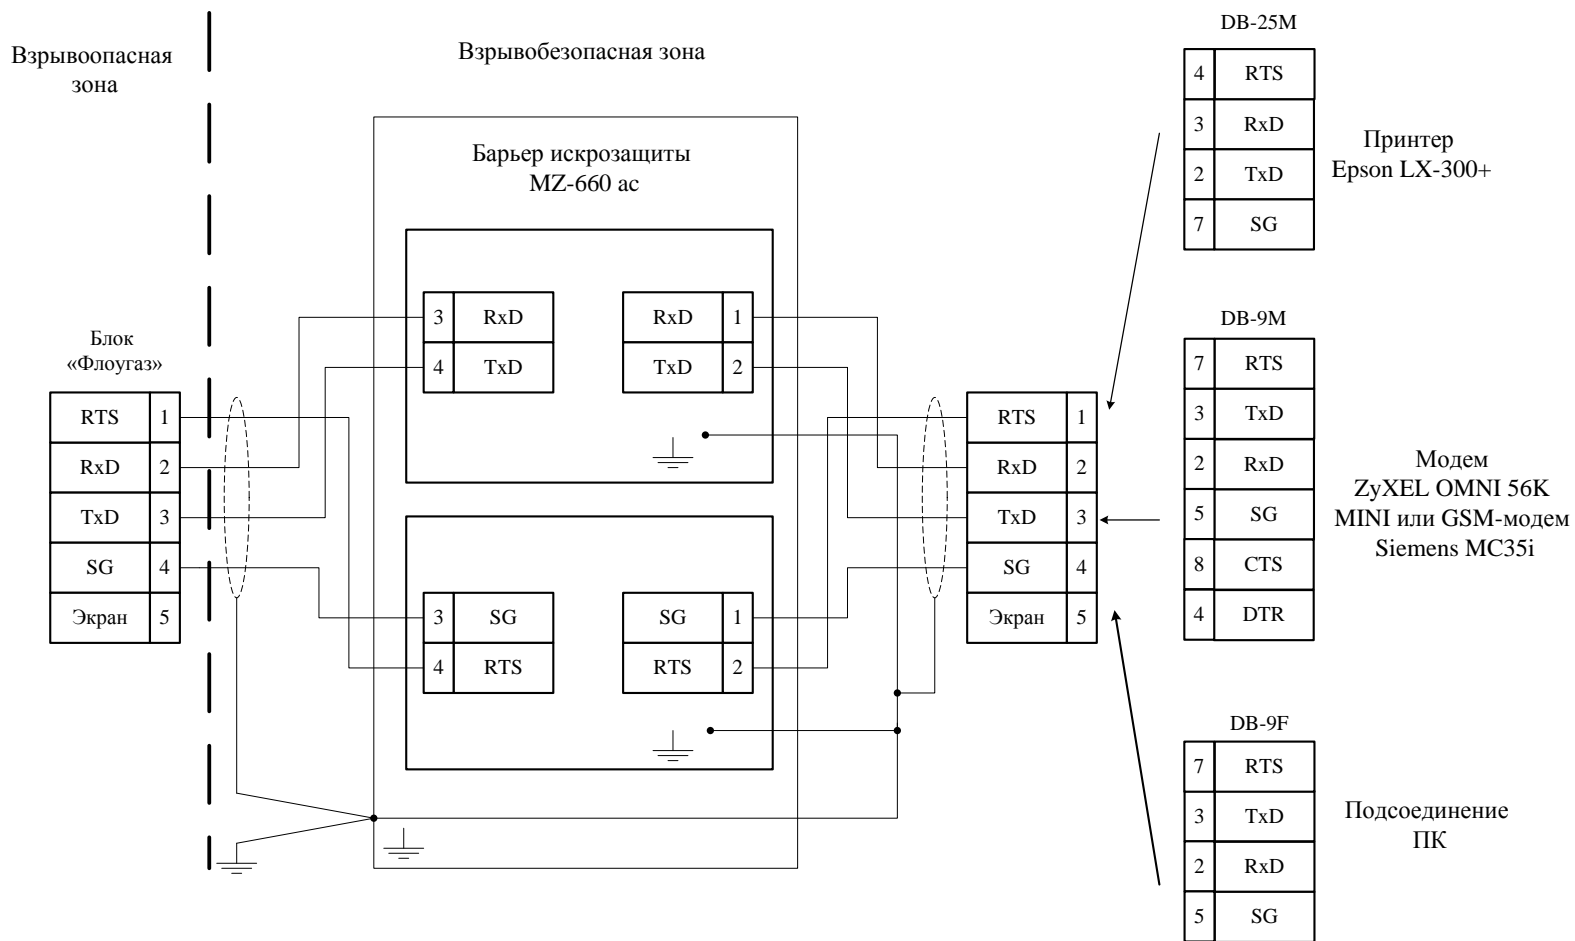 Взрывоопасная
зона
Взрывобезопасная зона
Барьер искрозащиты
MZ-660 ac
3 RxD
4 TxD
RxD 1
TxD 2
3 SG
4 RTS
SG 1
RTS 2
Блок
«Флоугаз»
RTS 1
RxD 2
TxD 3
SG 4
Экран 5
RTS 1
RxD 2
TxD 3
SG 4
Экран 5
DB-25M
4 RTS
3 RxD
2 TxD
7 SG
Принтер
Epson LX-300+
DB-9M
7 RTS
3 TxD
2 RxD
5 SG
8 CTS
4 DTR
Модем
ZyXEL OMNI 56K
MINI или GSM-модем
Siemens MC35i
DB-9F
7 RTS
3 TxD
2 RxD
5 SG
Подсоединение
ПК